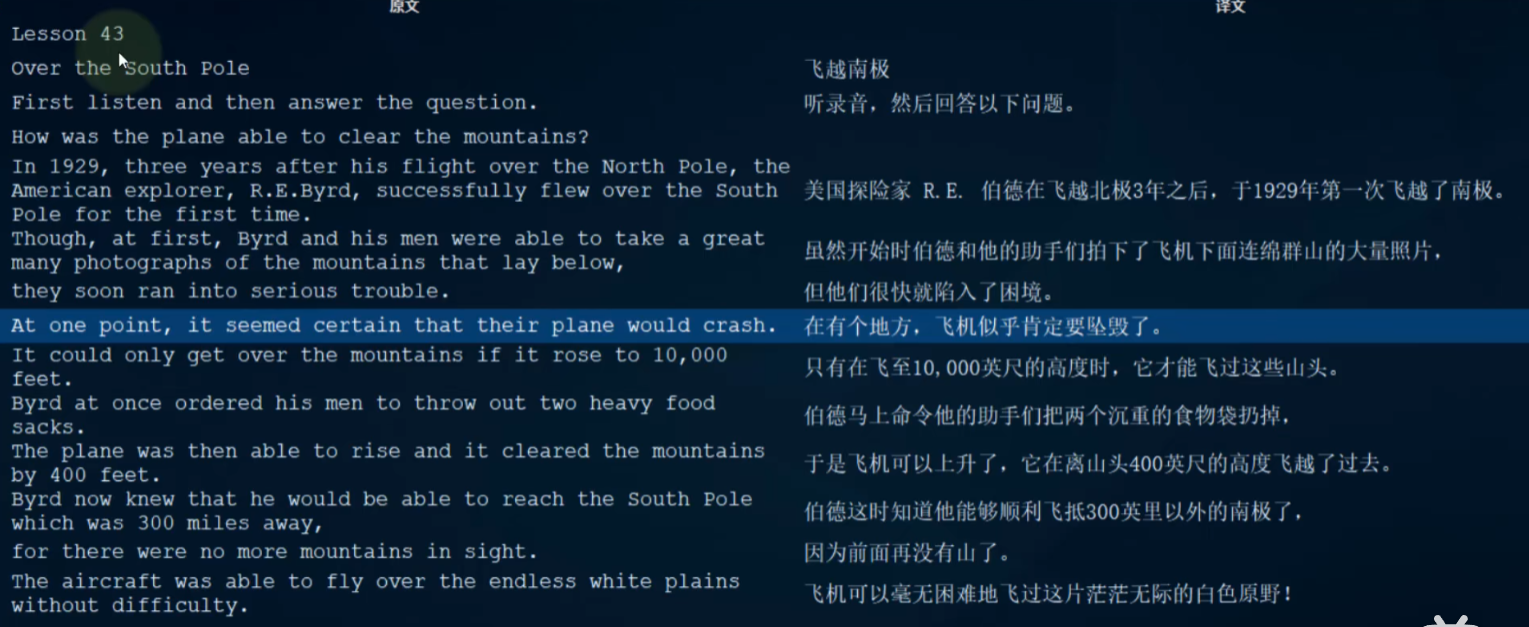 原文 译文
Lesson 43
Over the South Pole 飞越南极
First listen and then answer the question. 听录音，然后回答以下问题。
How was the plane able to clear the mountains?
In 1929, three years after his flight over the North Pole, the
American explorer, R.E.Byrd, successfully flew over the South
Pole for the first time.
美国探险家 R.E. 伯德在飞越北极3年之后，于1929年第一次飞越了南极。
Though, at first, Byrd and his men were able to take a great
many photographs of the mountains that lay below,
虽然开始时伯德和他的助手们拍下了飞机下面连绵群山的大量照片，
they soon ran into serious trouble. 但他们很快就陷入了困境。
At one point, it seemed certain that their plane would crash. 在有个地方，飞机似乎肯定要坠毁了。
It could only get over the mountains if it rose to 10,000
feet.
只有在飞至10,000英尺的高度时，它才能飞过这些山头。
Byrd at once ordered his men to throw out two heavy food
sacks.
伯德马上命令他的助手们把两个沉重的食物袋扔掉，
The plane was then able to rise and it cleared the mountains
by 400 feet.
于是飞机可以上升了，它在离山头400英尺的高度飞越了过去。
Byrd now knew that he would be able to reach the South Pole
which was 300 miles away,
伯德这时知道他能够顺利飞抵300英里以外的南极了，
for there were no more mountains in sight. 因为前面再没有山了。
The aircraft was able to fly over the endless white plains
without difficulty.
飞机可以毫无困难地飞过这片茫茫无际的白色原野！